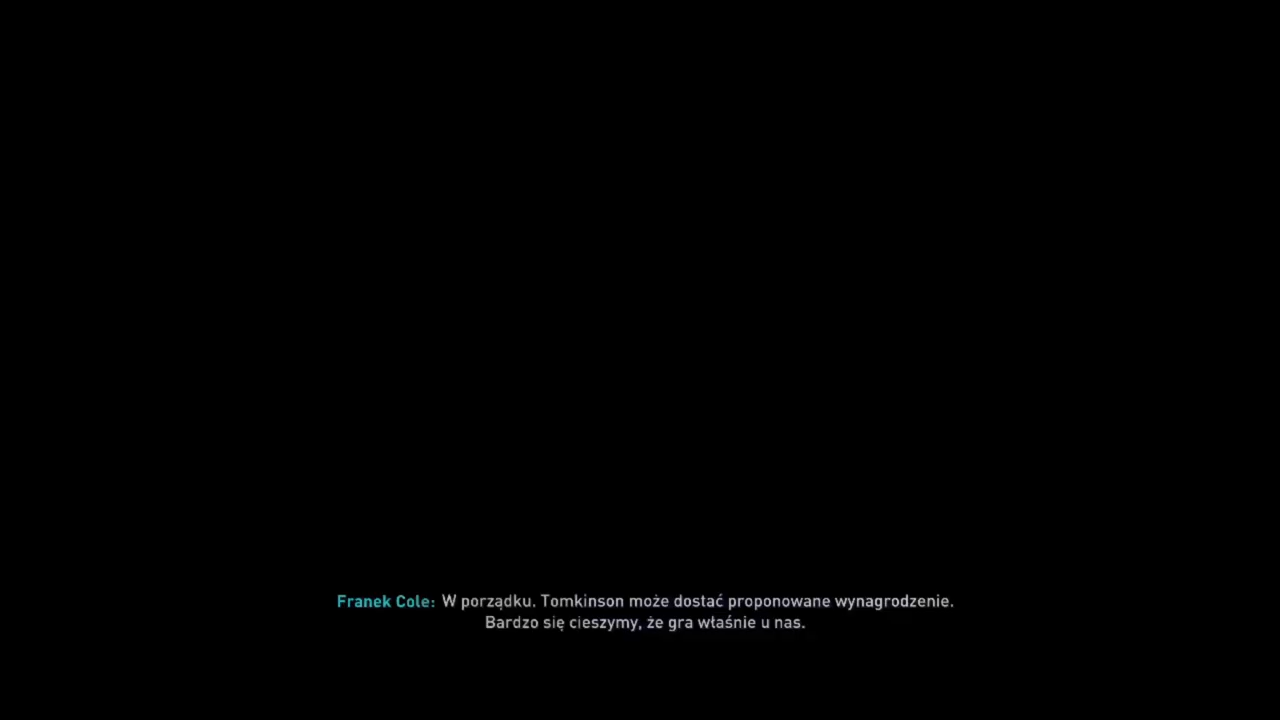 Franek Cole: W porządku. Tomkinson może dostać proponowane wynagrodzenie.
Bardzo się cieszymy, że gra właśnie u nas.